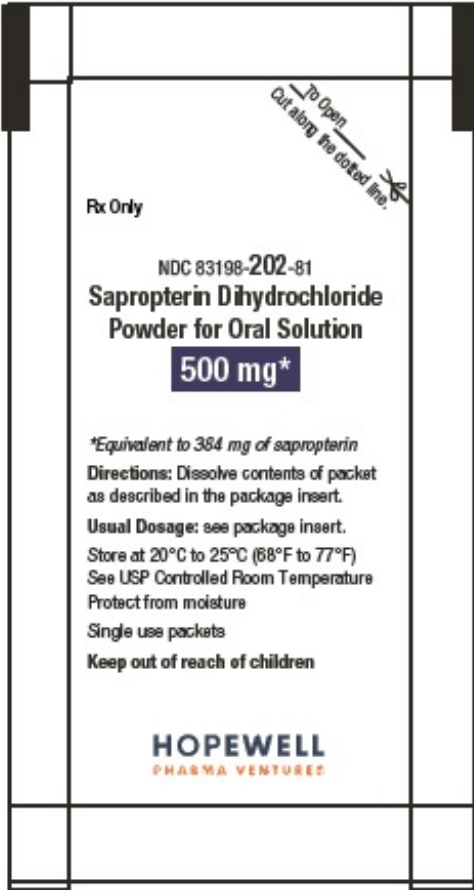 To Open
Cut along the dotted line.
Rx Only
NDC 83198-202-81
Sapropterin Dihydrochloride
Powder for Oral Solution
500 mg*
*Equivalent to 384 mg of sapropterin
Directions: Dissolve contents of packet
as described in the package insert.
Usual Dosage: see package insert.
Store at 20°C to 25°C (68°F to 77°F)
See USP Controlled Room Temperature
Protect from moisture
Single use packets
Keep out of reach of children
HOPEWELL
PHARMA VENTURES